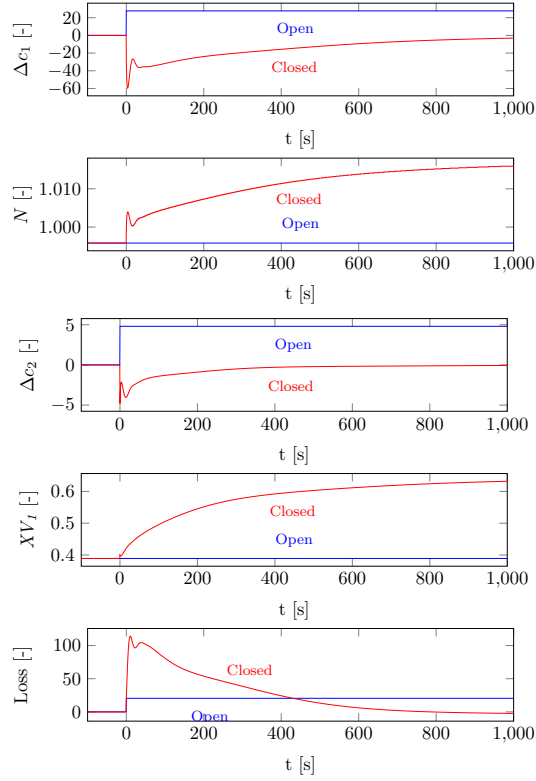 20
0
−20
−40
−60
Δc1 [-]
Open
Closed
0 200 400 600 800 1,000
t [s]
1.010
1.000
N [-]
Closed
Open
0 200 400 600 800 1,000
t [s]
5
0
−5
Δc2 [-]
Open
Closed
0 200 400 600 800 1,000
t [s]
0.6
0.5
0.4
XV1 [-]
Closed
Open
0 200 400 600 800 1,000
t [s]
100
50
0
Loss [-]
Closed
Open
0 200 400 600 800 1,000
t [s]